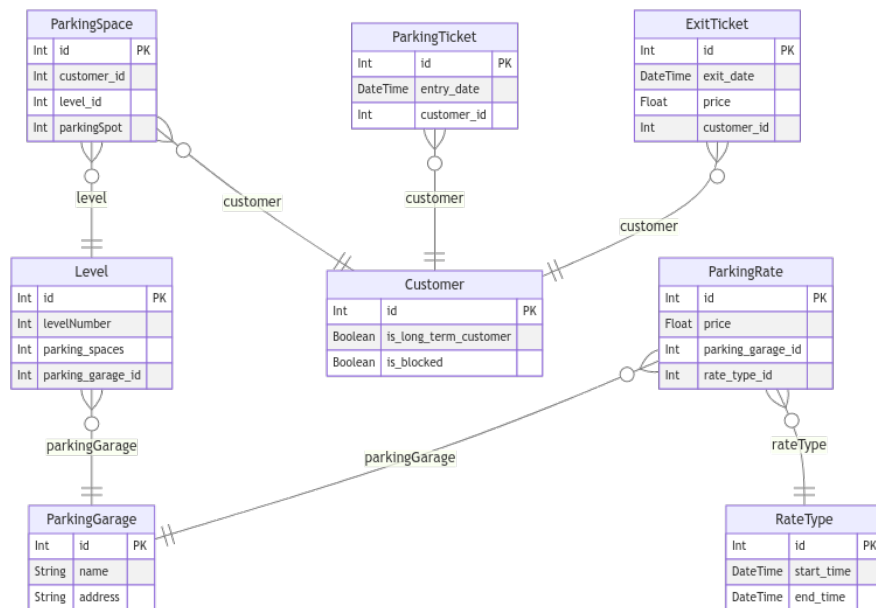 ParkingSpace
Int id PK
Int customer_id
Int level_id
Int parkingSpot
ParkingTicket
Int id PK
DateTime entry_date
Int customer_id
ExitTicket
Int id PK
DateTime exit_date
Float price
Int customer_id
level
customer
customer
customer
Level
Int id PK
Int levelNumber
Int parking_spaces
Int parking_garage_id
Customer
Int id PK
Boolean is_long_term_customer
Boolean is_blocked
ParkingRate
Int id PK
Float price
Int parking_garage_id
Int rate_type_id
parkingGarage
parkingGarage
rateType
ParkingGarage
Int id PK
String name
String address
RateType
Int id PK
DateTime start_time
DateTime end_time